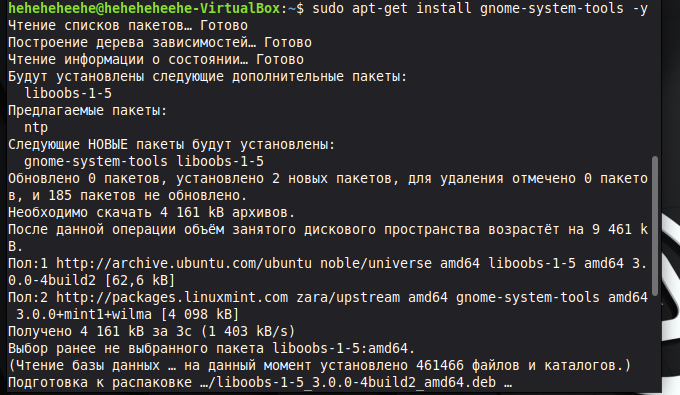 heheheheehe@heheheheehe-VirtualBox:~$ sudo apt-get install gnome-system-tools -y
Чтение списков пакетов… Готово
Построение дерева зависимостей… Готово
Чтение информации о состоянии… Готово
Будут установлены следующие дополнительные пакеты:
  liboobs-1-5
Предлагаемые пакеты:
  ntp
Следующие НОВЫЕ пакеты будут установлены:
  gnome-system-tools liboobs-1-5
Обновлено 0 пакетов, установлено 2 новых пакетов, для удаления отмечено 0 пакето
в, и 185 пакетов не обновлено.
Необходимо скачать 4 161 kB архивов.
После данной операции объём занятого дискового пространства возрастёт на 9 461 k
B.
Пол:1 http://archive.ubuntu.com/ubuntu noble/universe amd64 liboobs-1-5 amd64 3.
0.0-4build2 [62,6 kB]
Пол:2 http://packages.linuxmint.com zara/upstream amd64 gnome-system-tools amd64
 3.0.0+mint1+wilma [4 098 kB]
Получено 4 161 kB за 3с (1 403 kB/s)
Выбор ранее не выбранного пакета liboobs-1-5:amd64.
(Чтение базы данных … на данный момент установлено 461466 файлов и каталогов.)
Подготовка к распаковке …/liboobs-1-5_3.0.0-4build2_amd64.deb …